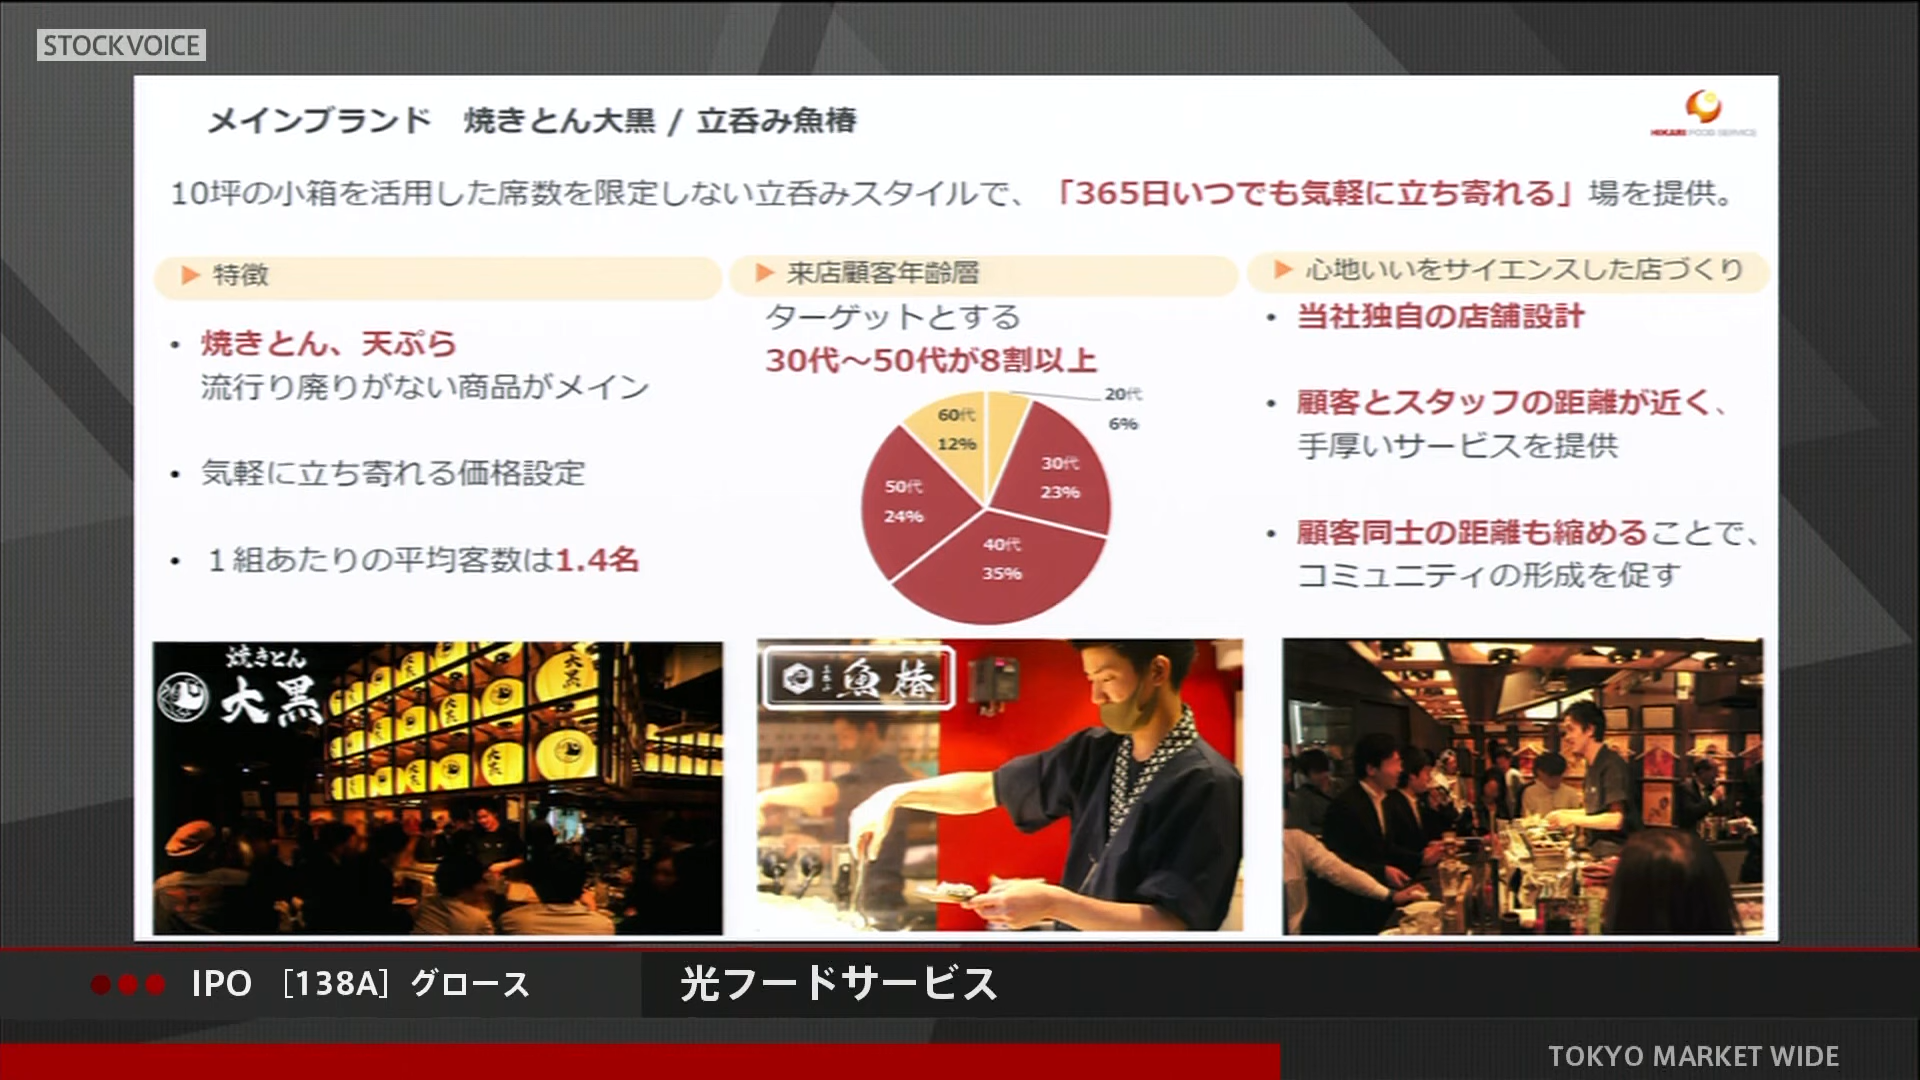 STOCKVOICE
メインブランド　焼きとん大黒 / 立呑み魚椿
HIKARI FOOD SERVICE
10坪の小箱を活用した席数を限定しない立呑みスタイルで、「365日いつでも気軽に立ち寄れる」場を提供。
▶ 特徴
• 焼きとん、天ぷら
流行り廃りがない商品がメイン
• 気軽に立ち寄れる価格設定
• １組あたりの平均客数は1.4名
▶ 来店顧客年齢層
ターゲットとする
30代～50代が8割以上
20代
6%
30代
23%
40代
35%
50代
24%
60代
12%
▶ 心地いいをサイエンスした店づくり
• 当社独自の店舗設計
• 顧客とスタッフの距離が近く、
手厚いサービスを提供
• 顧客同士の距離も縮めることで、
コミュニティの形成を促す
焼きとん
大黒
魚椿
IPO ［138A］グロース
光フードサービス
TOKYO MARKET WIDE